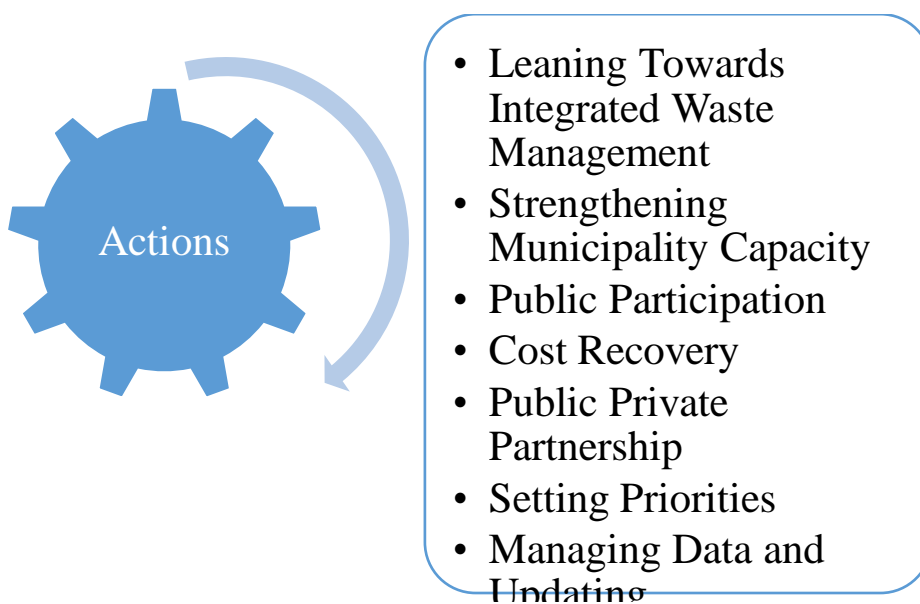 Actions
• Leaning Towards
Integrated Waste
Management
• Strengthening
Municipality Capacity
• Public Participation
• Cost Recovery
• Public Private
Partnership
• Setting Priorities
• Managing Data and
Updating